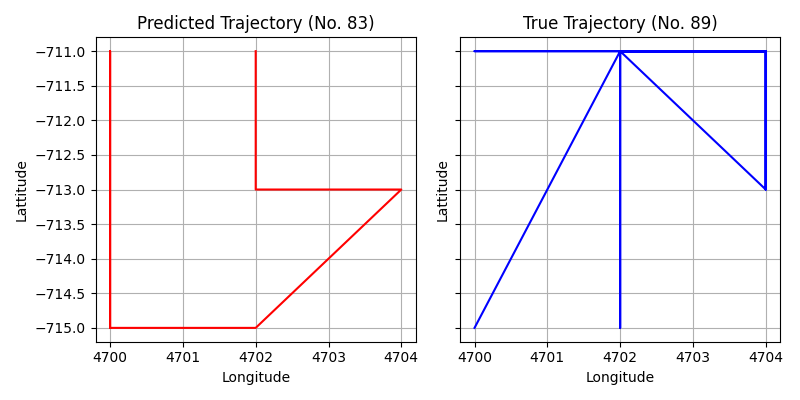 Predicted Trajectory (No. 83)
True Trajectory (No. 89)
−711.0
−711.5
−712.0
−712.5
−713.0
−713.5
−714.0
−714.5
−715.0
Lattitude
Lattitude
4700 4701 4702 4703 4704
4700 4701 4702 4703 4704
Longitude
Longitude